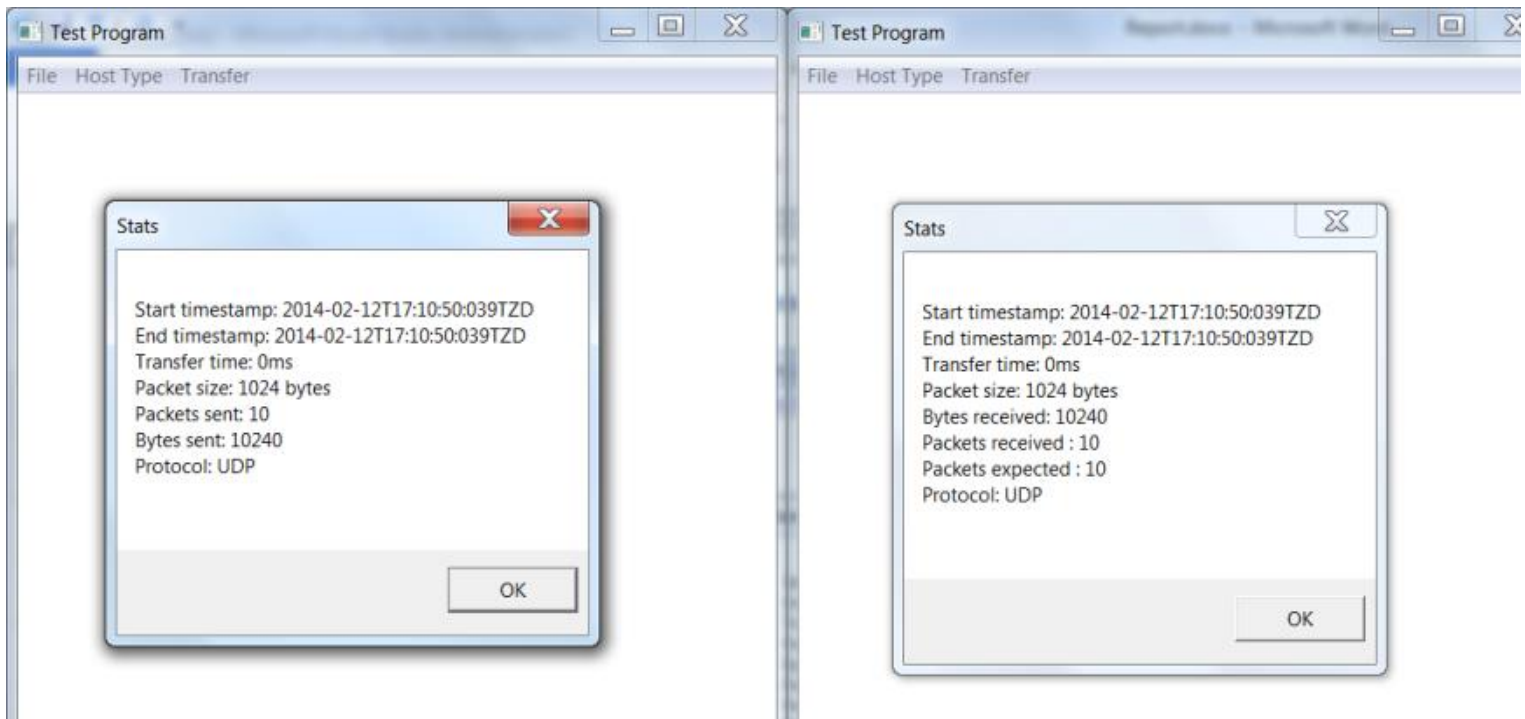 Test Program
File Host Type Transfer
Stats
Start timestamp: 2014-02-12T17:10:50:039TZD
End timestamp: 2014-02-12T17:10:50:039TZD
Transfer time: 0ms
Packet size: 1024 bytes
Packets sent: 10
Bytes sent: 10240
Protocol: UDP
OK
Test Program
File Host Type Transfer
Stats
Start timestamp: 2014-02-12T17:10:50:039TZD
End timestamp: 2014-02-12T17:10:50:039TZD
Transfer time: 0ms
Packet size: 1024 bytes
Bytes received: 10240
Packets received : 10
Packets expected : 10
Protocol: UDP
OK